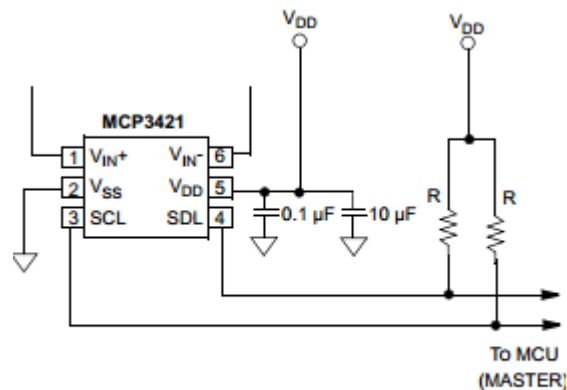 VDD
VDD
MCP3421
1 VIN+ VIN- 6
2 VSS VDD 5
3 SCL SDL 4
0.1 µF
10 µF
R
R
To MCU
(MASTER)